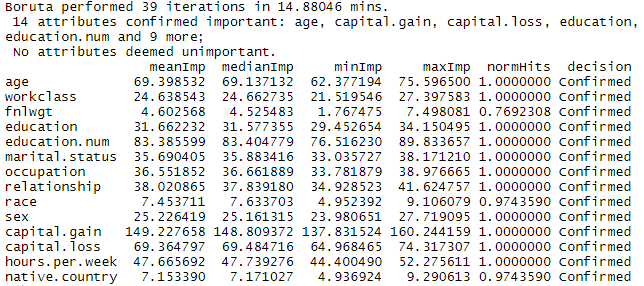 Boruta performed 39 iterations in 14.88046 mins.
 14 attributes confirmed important: age, capital.gain, capital.loss, education,
education.num and 9 more;
 No attributes deemed unimportant.
meanImp medianImp minImp maxImp normHits decision
age 69.398532 69.137132 62.377194 75.596500 1.0000000 Confirmed
workclass 24.638543 24.662735 21.519546 27.397583 1.0000000 Confirmed
fnlwgt 4.602568 4.525483 1.767475 7.498081 0.7692308 Confirmed
education 31.662232 31.577355 29.452654 34.150495 1.0000000 Confirmed
education.num 83.385599 83.404779 76.516230 89.833657 1.0000000 Confirmed
marital.status 35.690405 35.883416 33.035727 38.171210 1.0000000 Confirmed
occupation 36.551852 36.661889 33.781879 38.976665 1.0000000 Confirmed
relationship 38.020865 37.839180 34.928523 41.624757 1.0000000 Confirmed
race 7.453711 7.633703 4.952392 9.106079 0.9743590 Confirmed
sex 25.226419 25.161315 23.980651 27.719095 1.0000000 Confirmed
capital.gain 149.227658 148.809372 137.831524 160.244159 1.0000000 Confirmed
capital.loss 69.364797 69.484716 64.968465 74.317307 1.0000000 Confirmed
hours.per.week 47.665692 47.739276 44.400490 52.275611 1.0000000 Confirmed
native.country 7.153390 7.171027 4.936924 9.290613 0.9743590 Confirmed